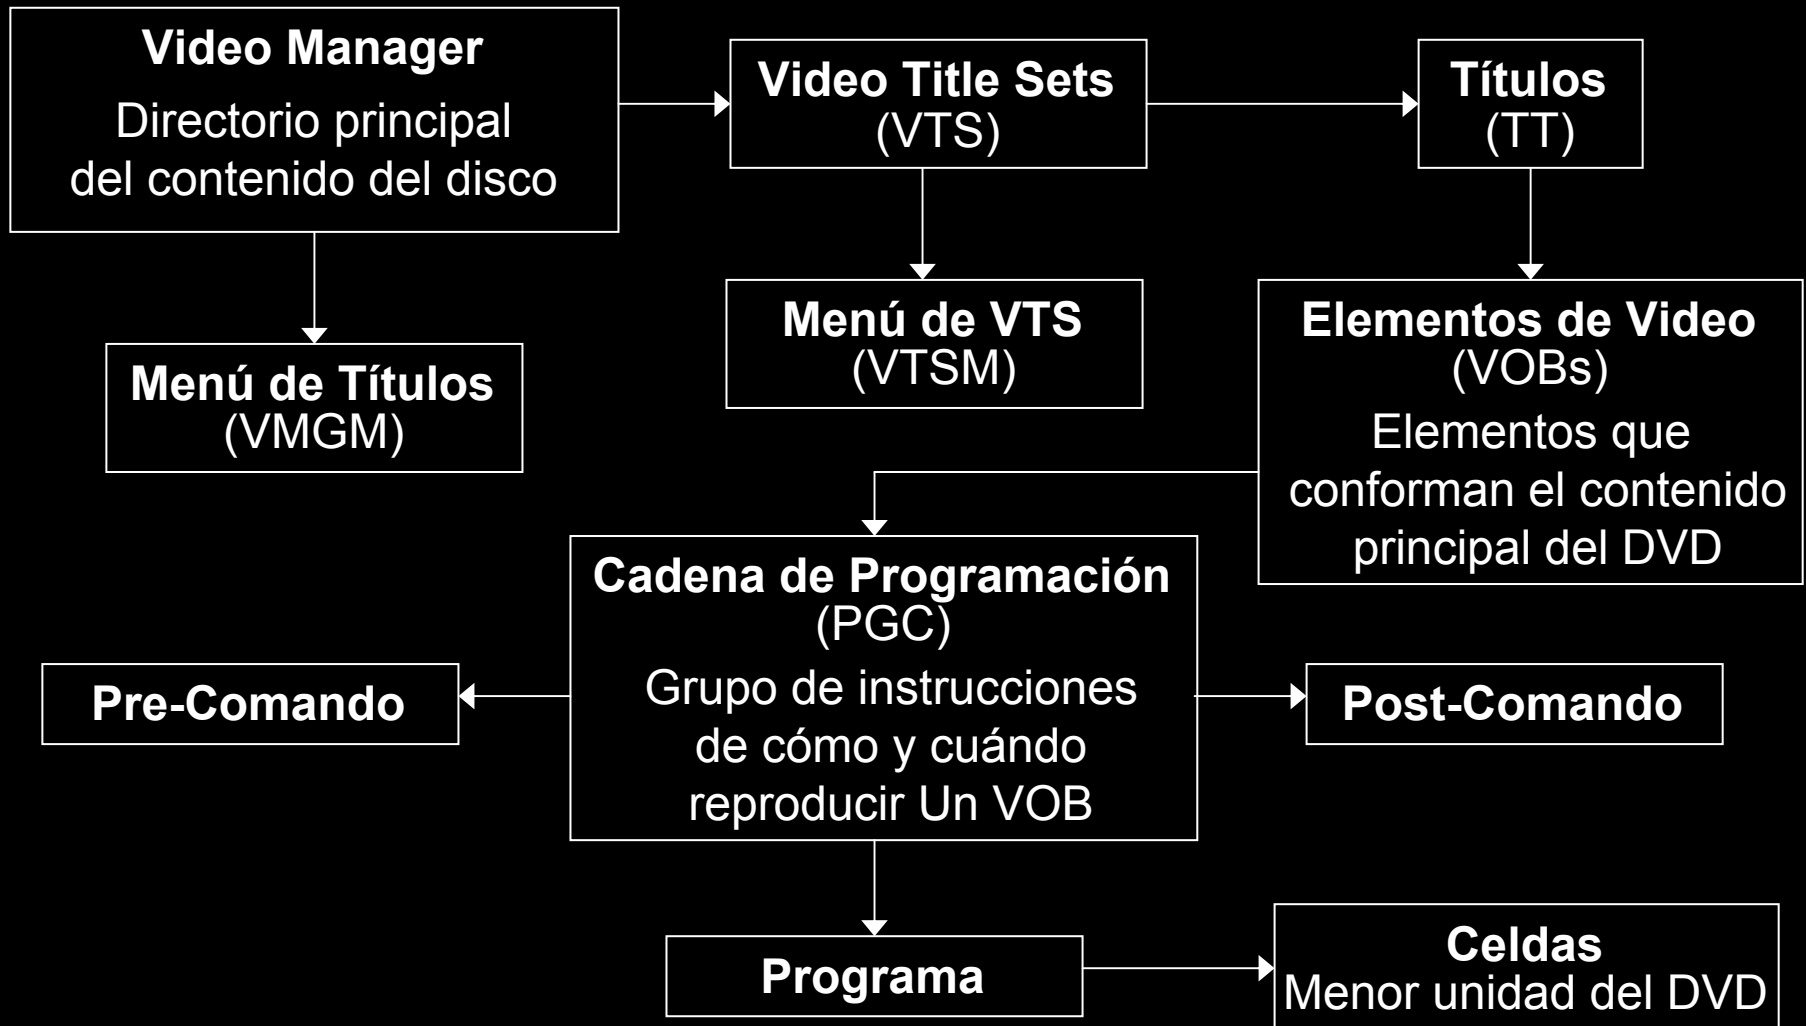 Video Manager
Directorio principal
del contenido del disco
Video Title Sets
(VTS)
Títulos
(TT)
Menú de Títulos
(VMGM)
Menú de VTS
(VTSM)
Elementos de Video
(VOBs)
Elementos que
conforman el contenido
principal del DVD
Cadena de Programación
(PGC)
Grupo de instrucciones
de cómo y cuándo
reproducir Un VOB
Pre-Comando
Post-Comando
Programa
Celdas
Menor unidad del DVD